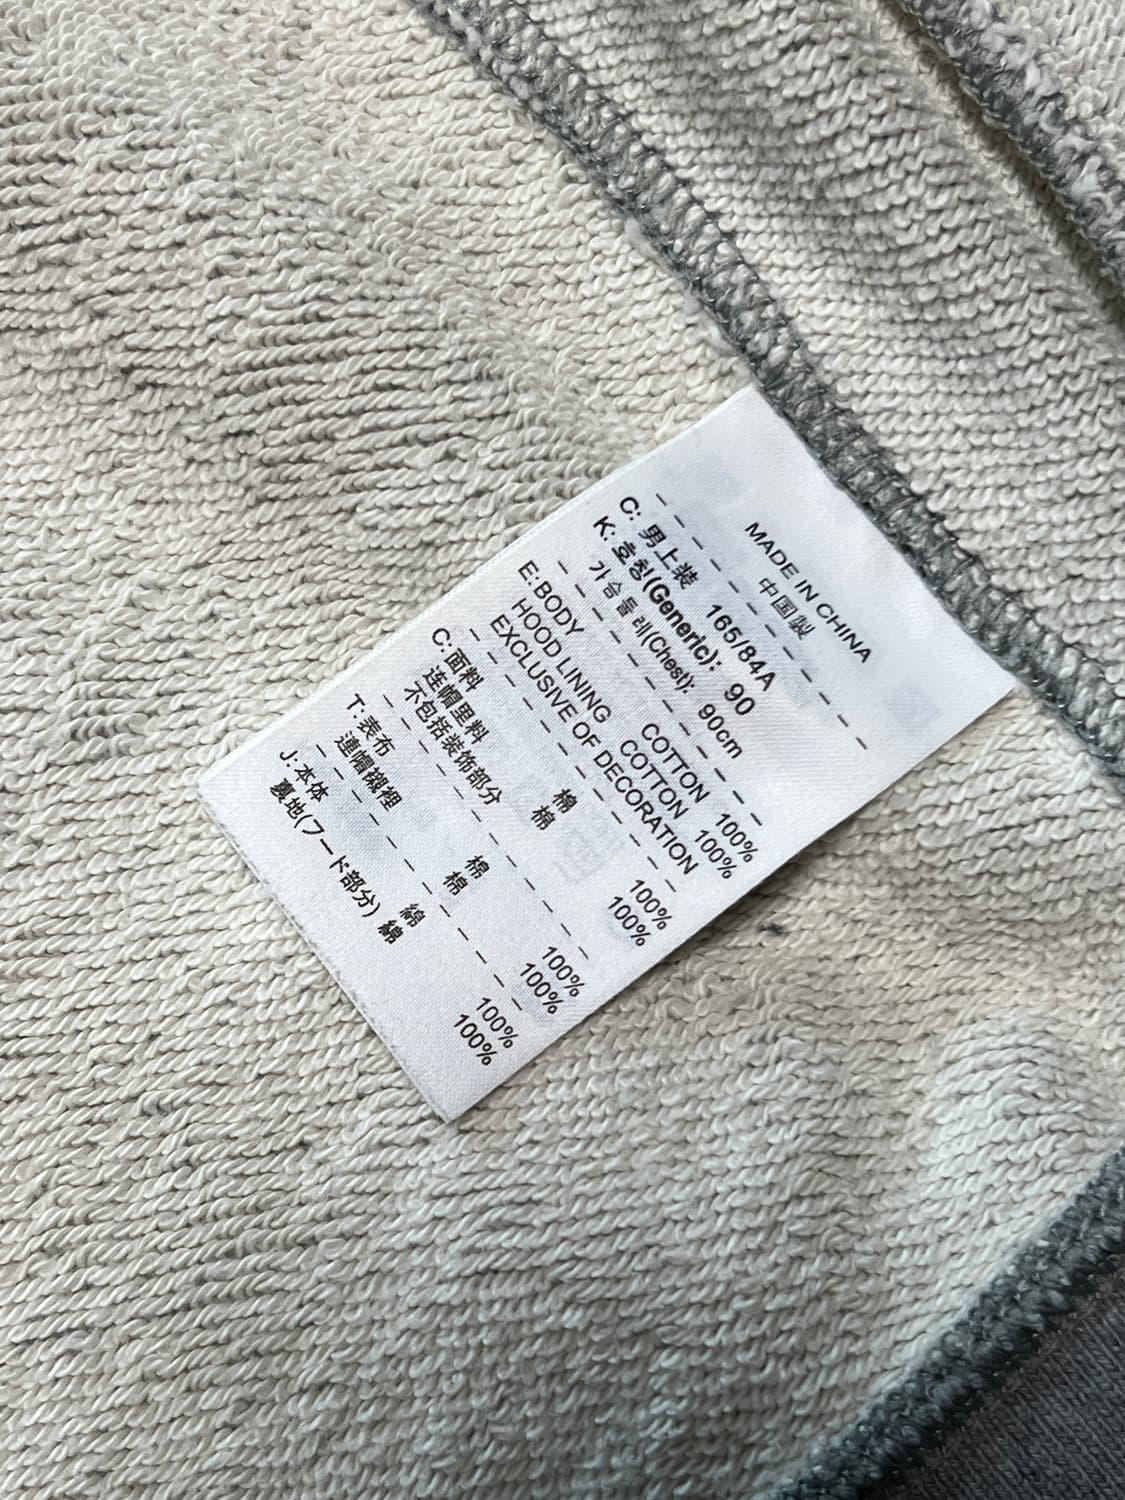 MADE IN CHINA
中国製
C: 男上装 165/84A
K: 호칭(Generic): 90
가슴둘레(Chest): 90cm
E:BODY COTTON 100%
HOOD LINING COTTON 100%
EXCLUSIVE OF DECORATION
C:面料 棉 100%
连帽里料 棉 100%
不包括装饰部分
T:表布 棉 100%
連帽襯裡 棉 100%
J:本体 綿 100%
裏地(フード部分) 綿 100%